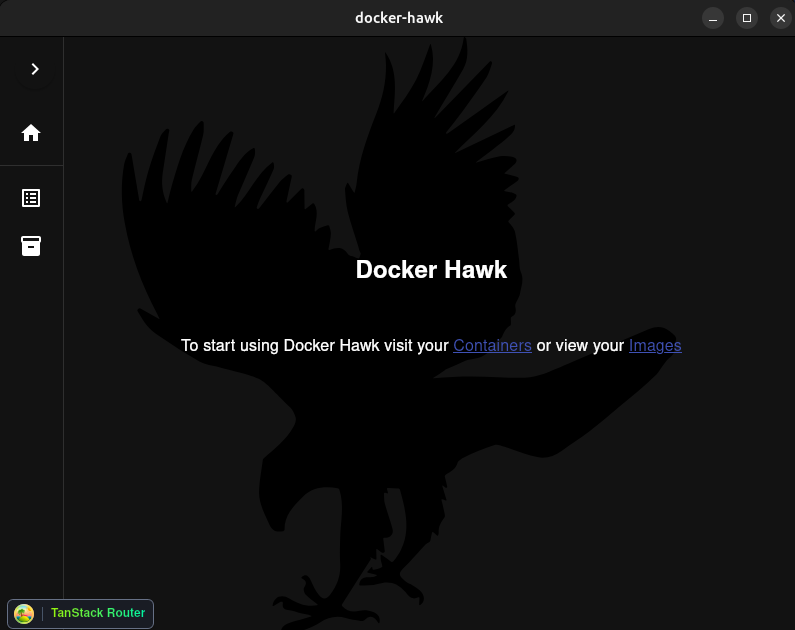 docker-hawk
Docker Hawk
To start using Docker Hawk visit your Containers or view your Images
TanStack Router